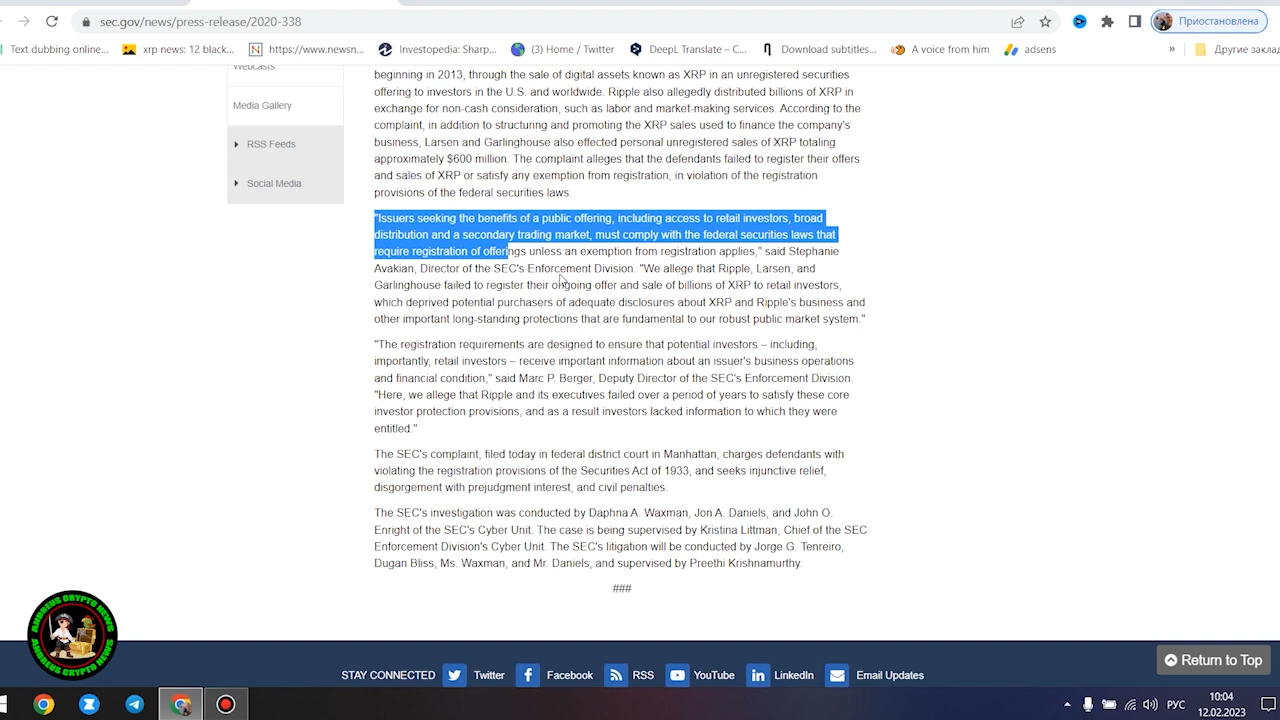 sec.gov/news/press-release/2020-338
Приостановлена
Text dubbing online...
xrp news: 12 black...
https://www.newsn...
Investopedia: Sharp...
(3) Home / Twitter
DeepL Translate – C...
Download subtitles...
A voice from him
adsens
»
Другие заклад
Webcasts
Media Gallery
RSS Feeds
Social Media
beginning in 2013, through the sale of digital assets known as XRP in an unregistered securities
offering to investors in the U.S. and worldwide. Ripple also allegedly distributed billions of XRP in
exchange for non-cash consideration, such as labor and market-making services. According to the
complaint, in addition to structuring and promoting the XRP sales used to finance the company's
business, Larsen and Garlinghouse also effected personal unregistered sales of XRP totaling
approximately $600 million. The complaint alleges that the defendants failed to register their offers
and sales of XRP or satisfy any exemption from registration, in violation of the registration
provisions of the federal securities laws.
"Issuers seeking the benefits of a public offering, including access to retail investors, broad
distribution and a secondary trading market, must comply with the federal securities laws that
require registration of offerings unless an exemption from registration applies," said Stephanie
Avakian, Director of the SEC's Enforcement Division. "We allege that Ripple, Larsen, and
Garlinghouse failed to register their ongoing offer and sale of billions of XRP to retail investors,
which deprived potential purchasers of adequate disclosures about XRP and Ripple's business and
other important long-standing protections that are fundamental to our robust public market system."
"The registration requirements are designed to ensure that potential investors – including,
importantly, retail investors – receive important information about an issuer's business operations
and financial condition," said Marc P. Berger, Deputy Director of the SEC's Enforcement Division.
"Here, we allege that Ripple and its executives failed over a period of years to satisfy these core
investor protection provisions, and as a result investors lacked information to which they were
entitled."
The SEC's complaint, filed today in federal district court in Manhattan, charges defendants with
violating the registration provisions of the Securities Act of 1933, and seeks injunctive relief,
disgorgement with prejudgment interest, and civil penalties.
The SEC's investigation was conducted by Daphna A. Waxman, Jon A. Daniels, and John O.
Enright of the SEC's Cyber Unit. The case is being supervised by Kristina Littman, Chief of the SEC
Enforcement Division's Cyber Unit. The SEC's litigation will be conducted by Jorge G. Tenreiro,
Dugan Bliss, Ms. Waxman, and Mr. Daniels, and supervised by Preethi Krishnamurthy.
###
ANDREUS CRYPTO NEWS
ANDREUS CRYPTO NEWS
Return to Top
STAY CONNECTED
Twitter
Facebook
RSS
YouTube
LinkedIn
Email Updates
РУС
10:04
12.02.2023